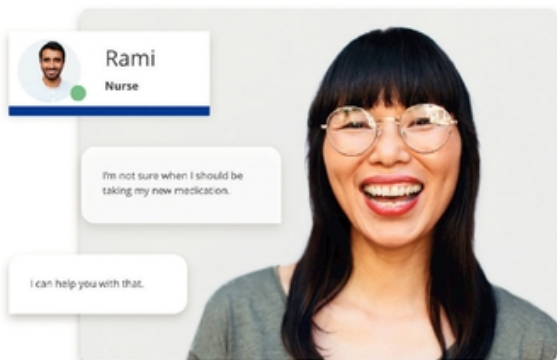 Rami
Nurse
I'm not sure when I should be
taking my new medication.
I can help you with that.